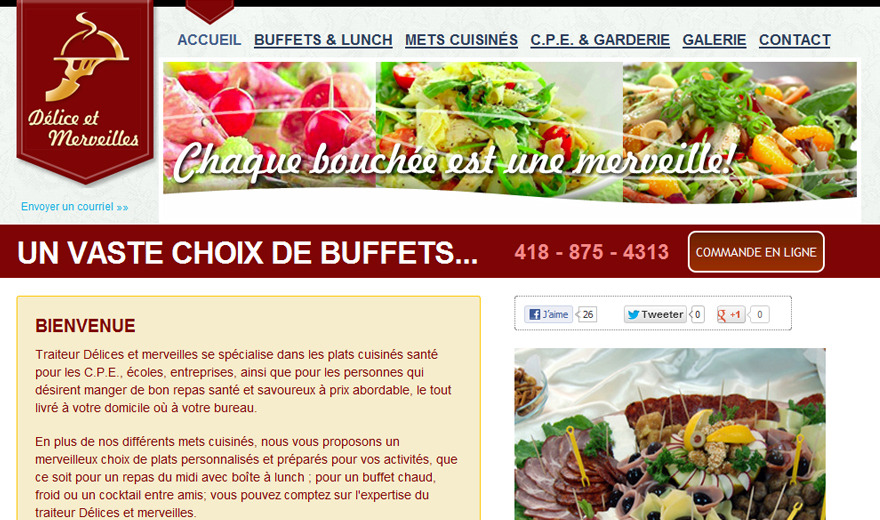 Délice et
Merveilles
ACCUEIL BUFFETS & LUNCH METS CUISINÉS C.P.E. & GARDERIE GALERIE CONTACT
Chaque bouchée est une merveille!
Envoyer un courriel »»
UN VASTE CHOIX DE BUFFETS...
418 - 875 - 4313
COMMANDE EN LIGNE
BIENVENUE
Traiteur Délices et merveilles se spécialise dans les plats cuisinés santé
pour les C.P.E., écoles, entreprises, ainsi que pour les personnes qui
désirent manger de bon repas santé et savoureux à prix abordable, le tout
livré à votre domicile où à votre bureau.
En plus de nos différents mets cuisinés, nous vous proposons un
merveilleux choix de plats personnalisés et préparés pour vos activités, que
ce soit pour un repas du midi avec boîte à lunch ; pour un buffet chaud,
froid ou un cocktail entre amis; vous pouvez comptez sur l'expertise du
traiteur Délices et merveilles.
J'aime 26 Tweeter 0 g +1 0